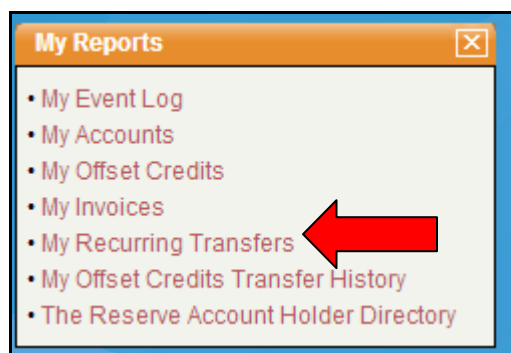 My Reports
• My Event Log
• My Accounts
• My Offset Credits
• My Invoices
• My Recurring Transfers
• My Offset Credits Transfer History
• The Reserve Account Holder Directory